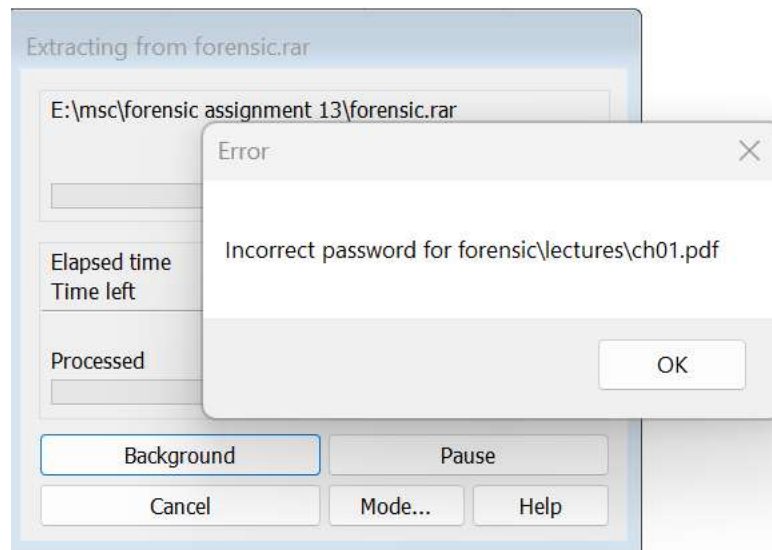 Extracting from forensic.rar
E:\msc\forensic assignment 13\forensic.rar
Error
Incorrect password for forensic\lectures\ch01.pdf
OK
Elapsed time
Time left
Processed
Background
Pause
Cancel
Mode...
Help